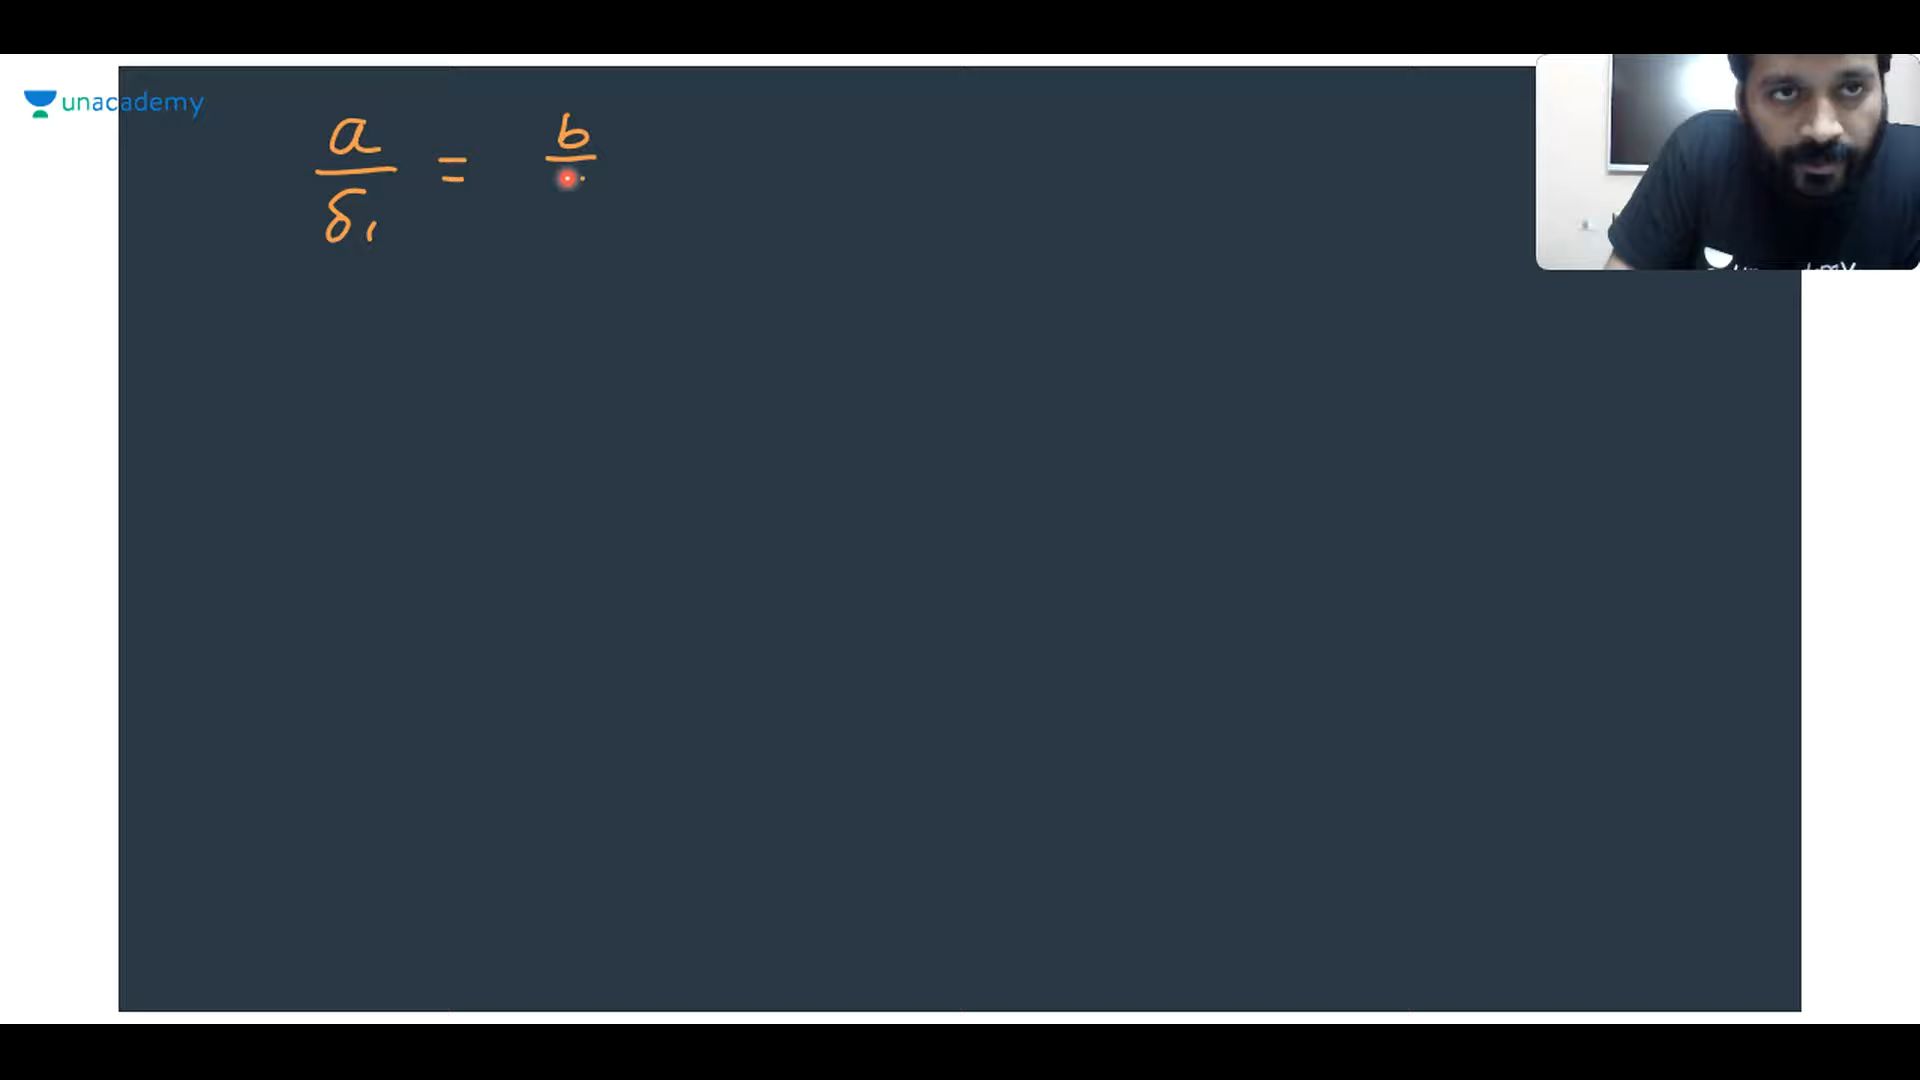 unacademy
a/δ₁ = b/